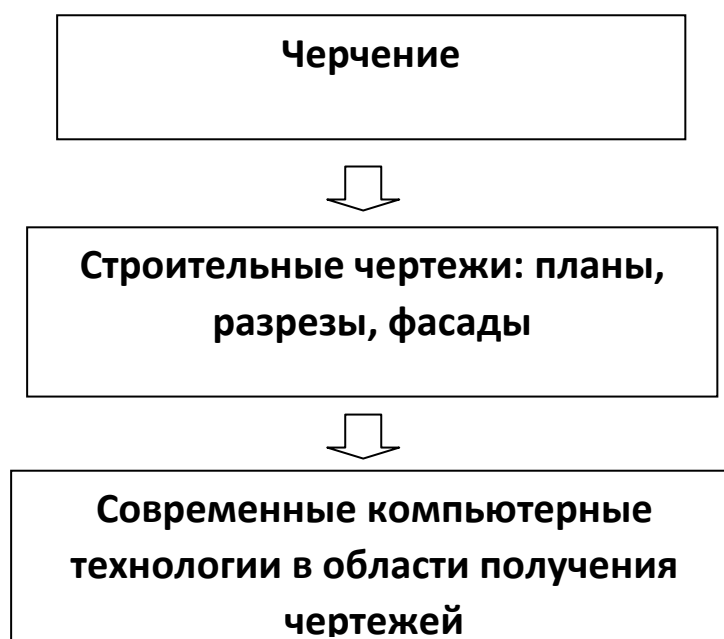 Черчение
Строительные чертежи: планы,
разрезы, фасады
Современные компьютерные
технологии в области получения
чертежей